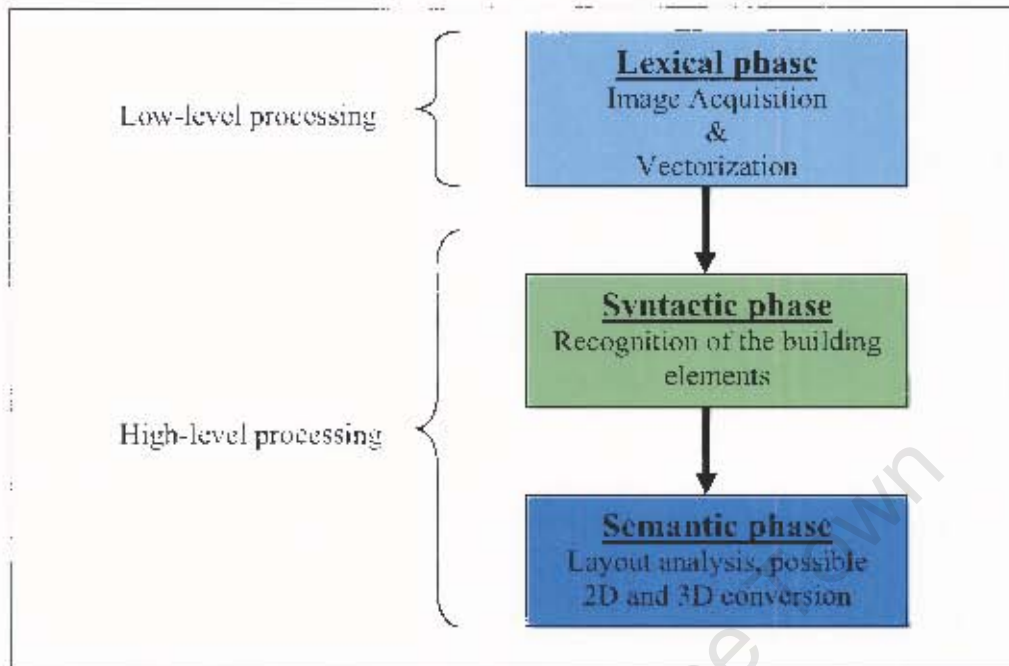 Low-level processing
Lexical phase
Image Acquisition
&
Vectorization
Syntactic phase
Recognition of the building
elements
High-level processing
Semantic phase
Layout analysis, possible
2D and 3D conversion
Town